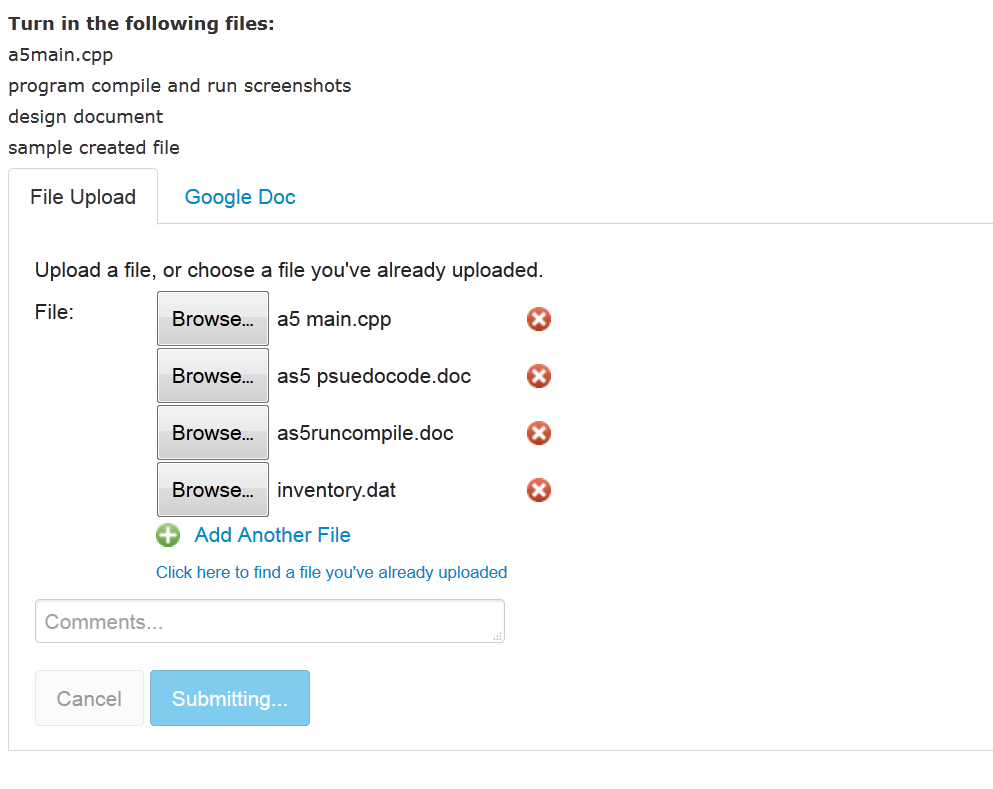 Turn in the following files:
a5main.cpp
program compile and run screenshots
design document
sample created file
File Upload Google Doc
Upload a file, or choose a file you've already uploaded.
File: Browse... a5 main.cpp
Browse... as5 psuedocode.doc
Browse... as5runcompile.doc
Browse... inventory.dat
Add Another File
Click here to find a file you've already uploaded
Comments...
Cancel Submitting...